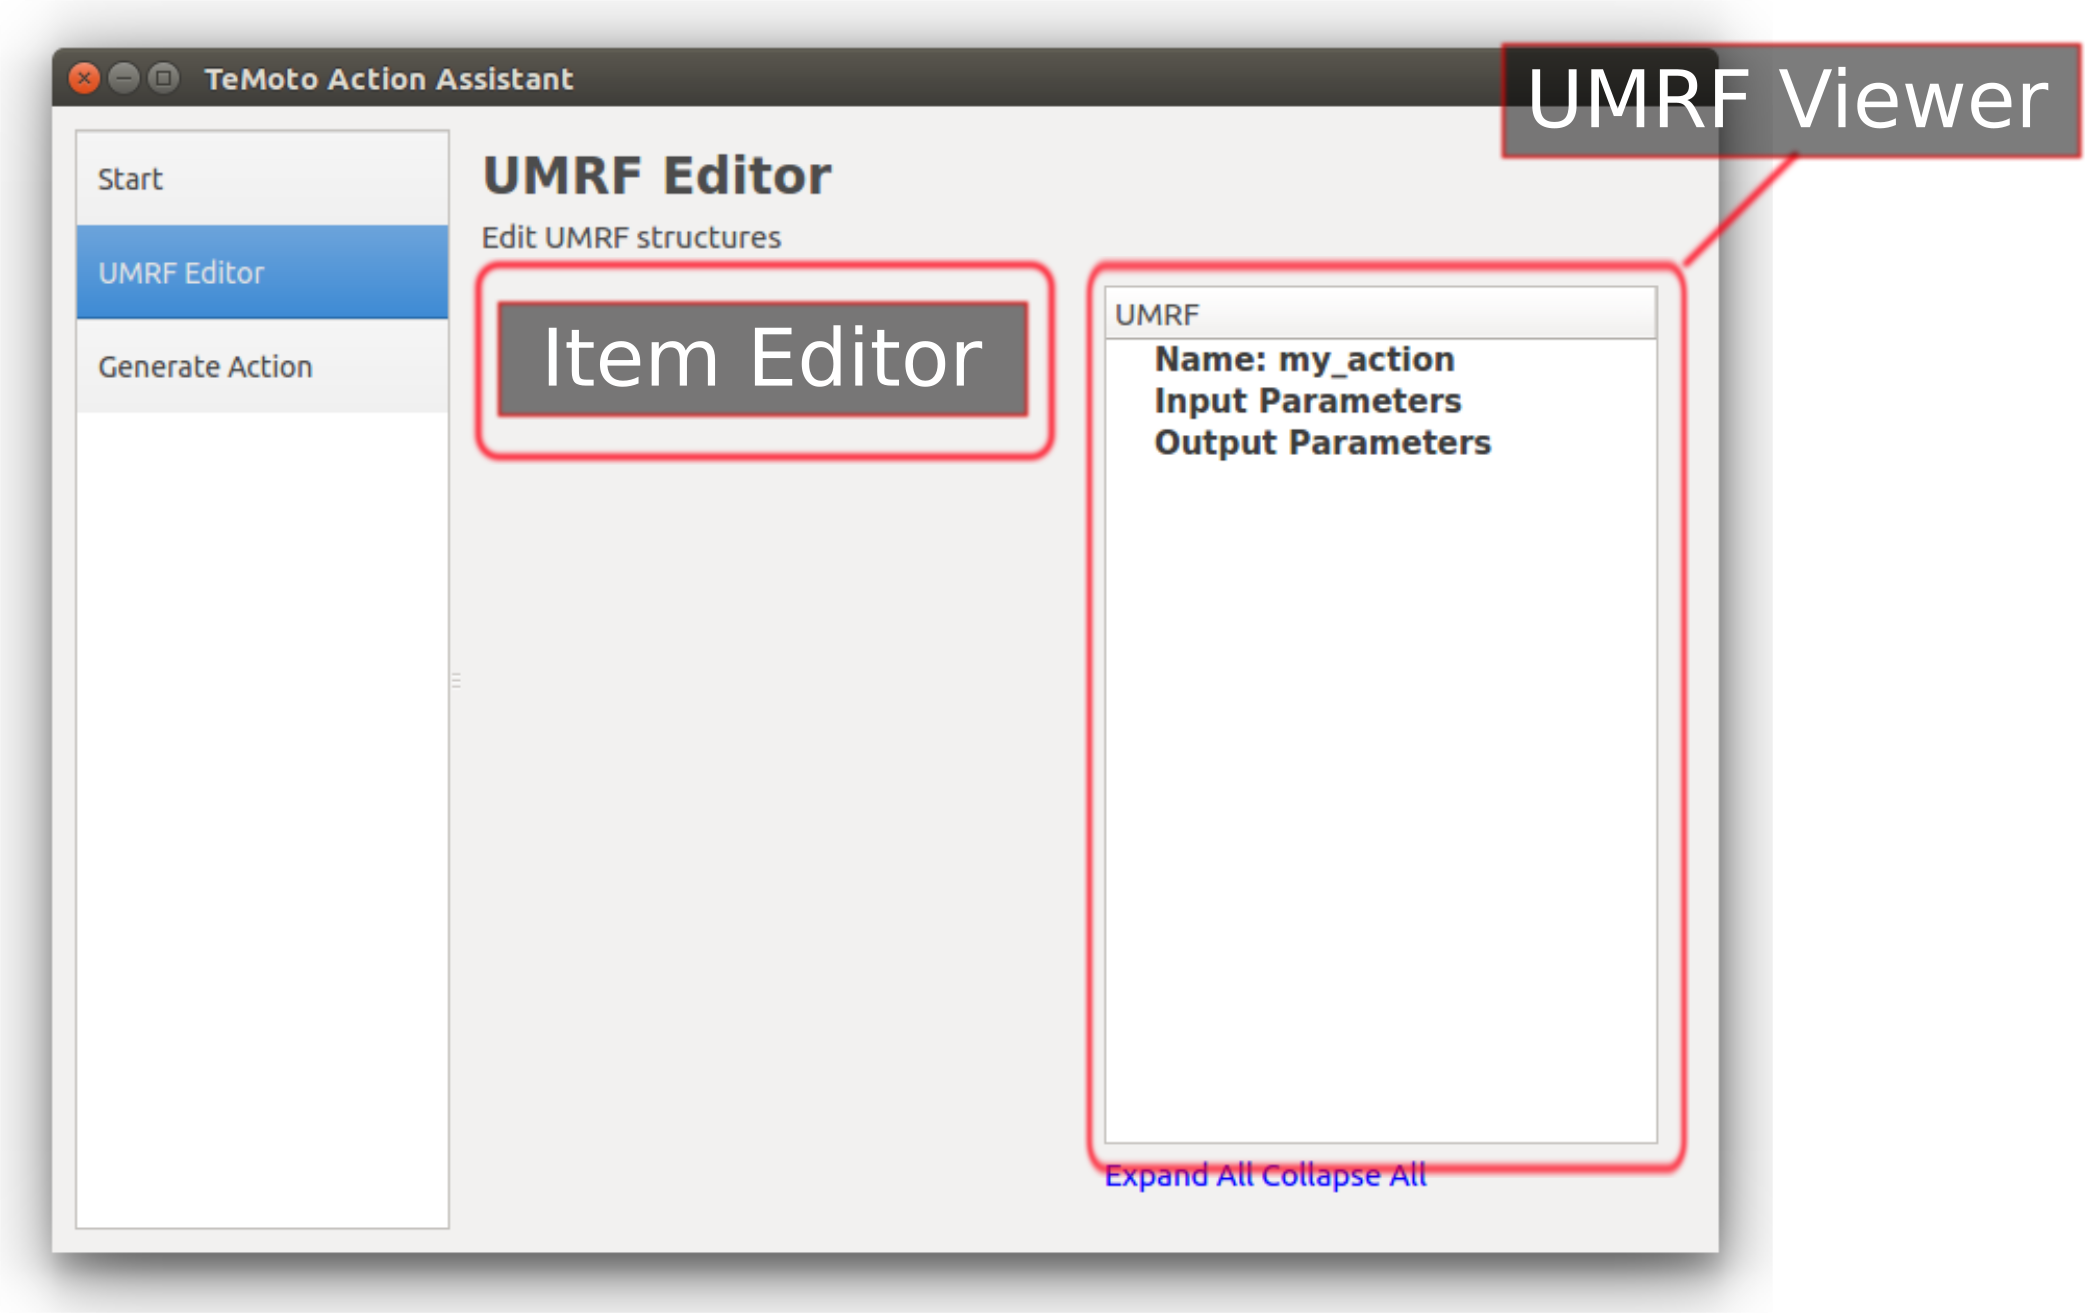 TeMoto Action Assistant
UMRF Viewer
Start
UMRF Editor
Generate Action
UMRF Editor
Edit UMRF structures
Item Editor
UMRF
Name: my_action
Input Parameters
Output Parameters
Expand All Collapse All